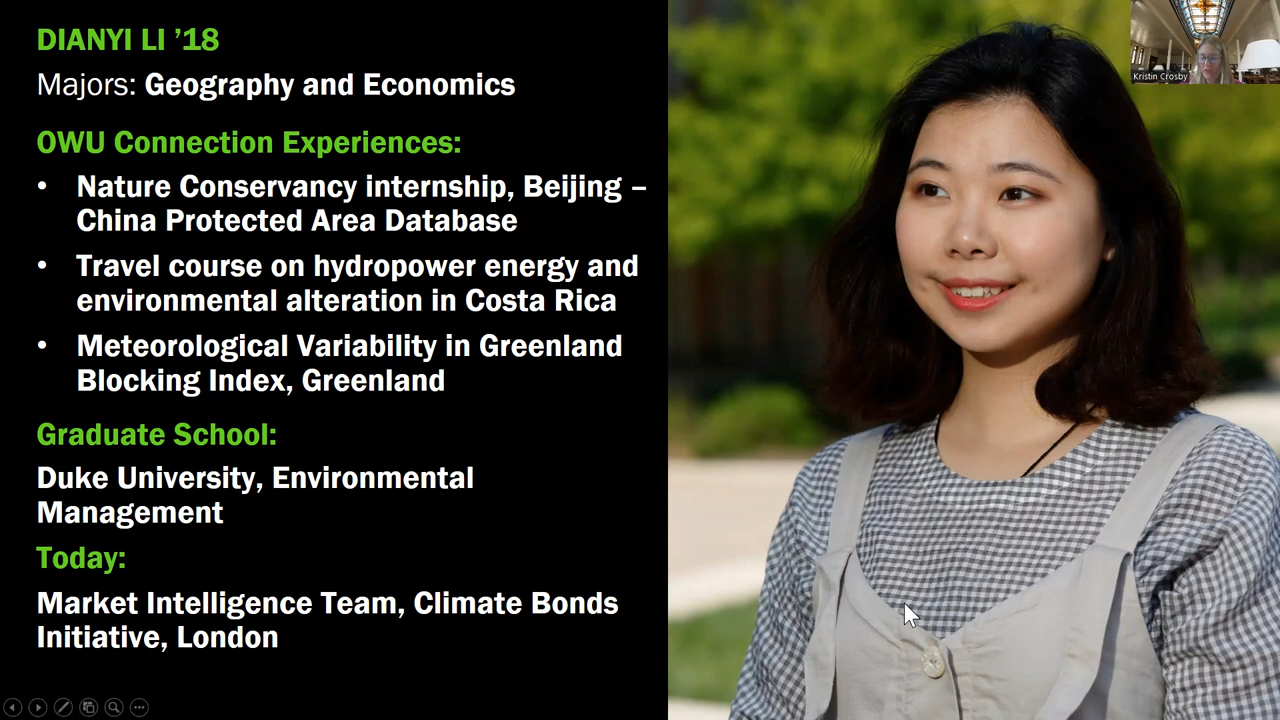 DIANYI LI ’18
Majors: Geography and Economics
OWU Connection Experiences:
• Nature Conservancy internship, Beijing –
China Protected Area Database
• Travel course on hydropower energy and
environmental alteration in Costa Rica
• Meteorological Variability in Greenland
Blocking Index, Greenland
Graduate School:
Duke University, Environmental
Management
Today:
Market Intelligence Team, Climate Bonds
Initiative, London
Kristin Crosby